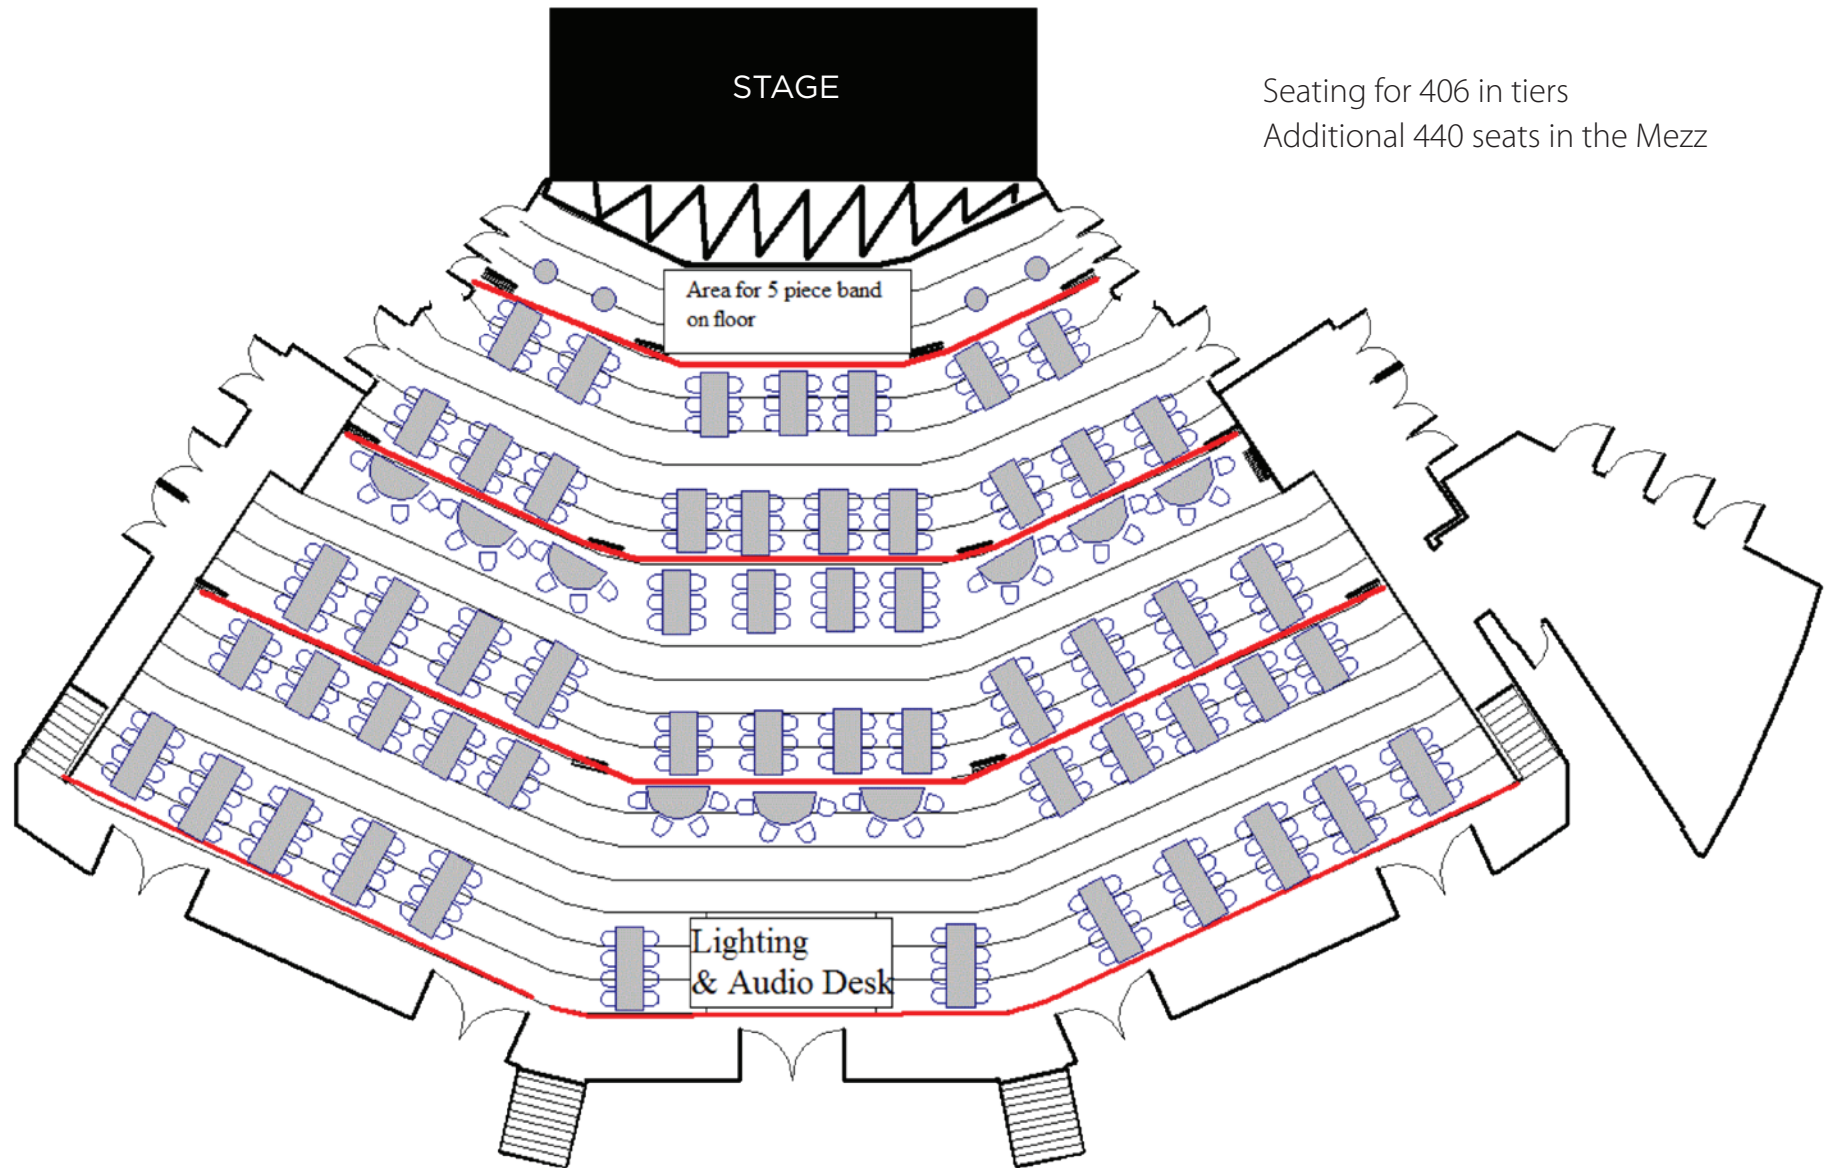 STAGE
Seating for 406 in tiers
Additional 440 seats in the Mezz
Area for 5 piece band
on floor
Lighting
& Audio Desk